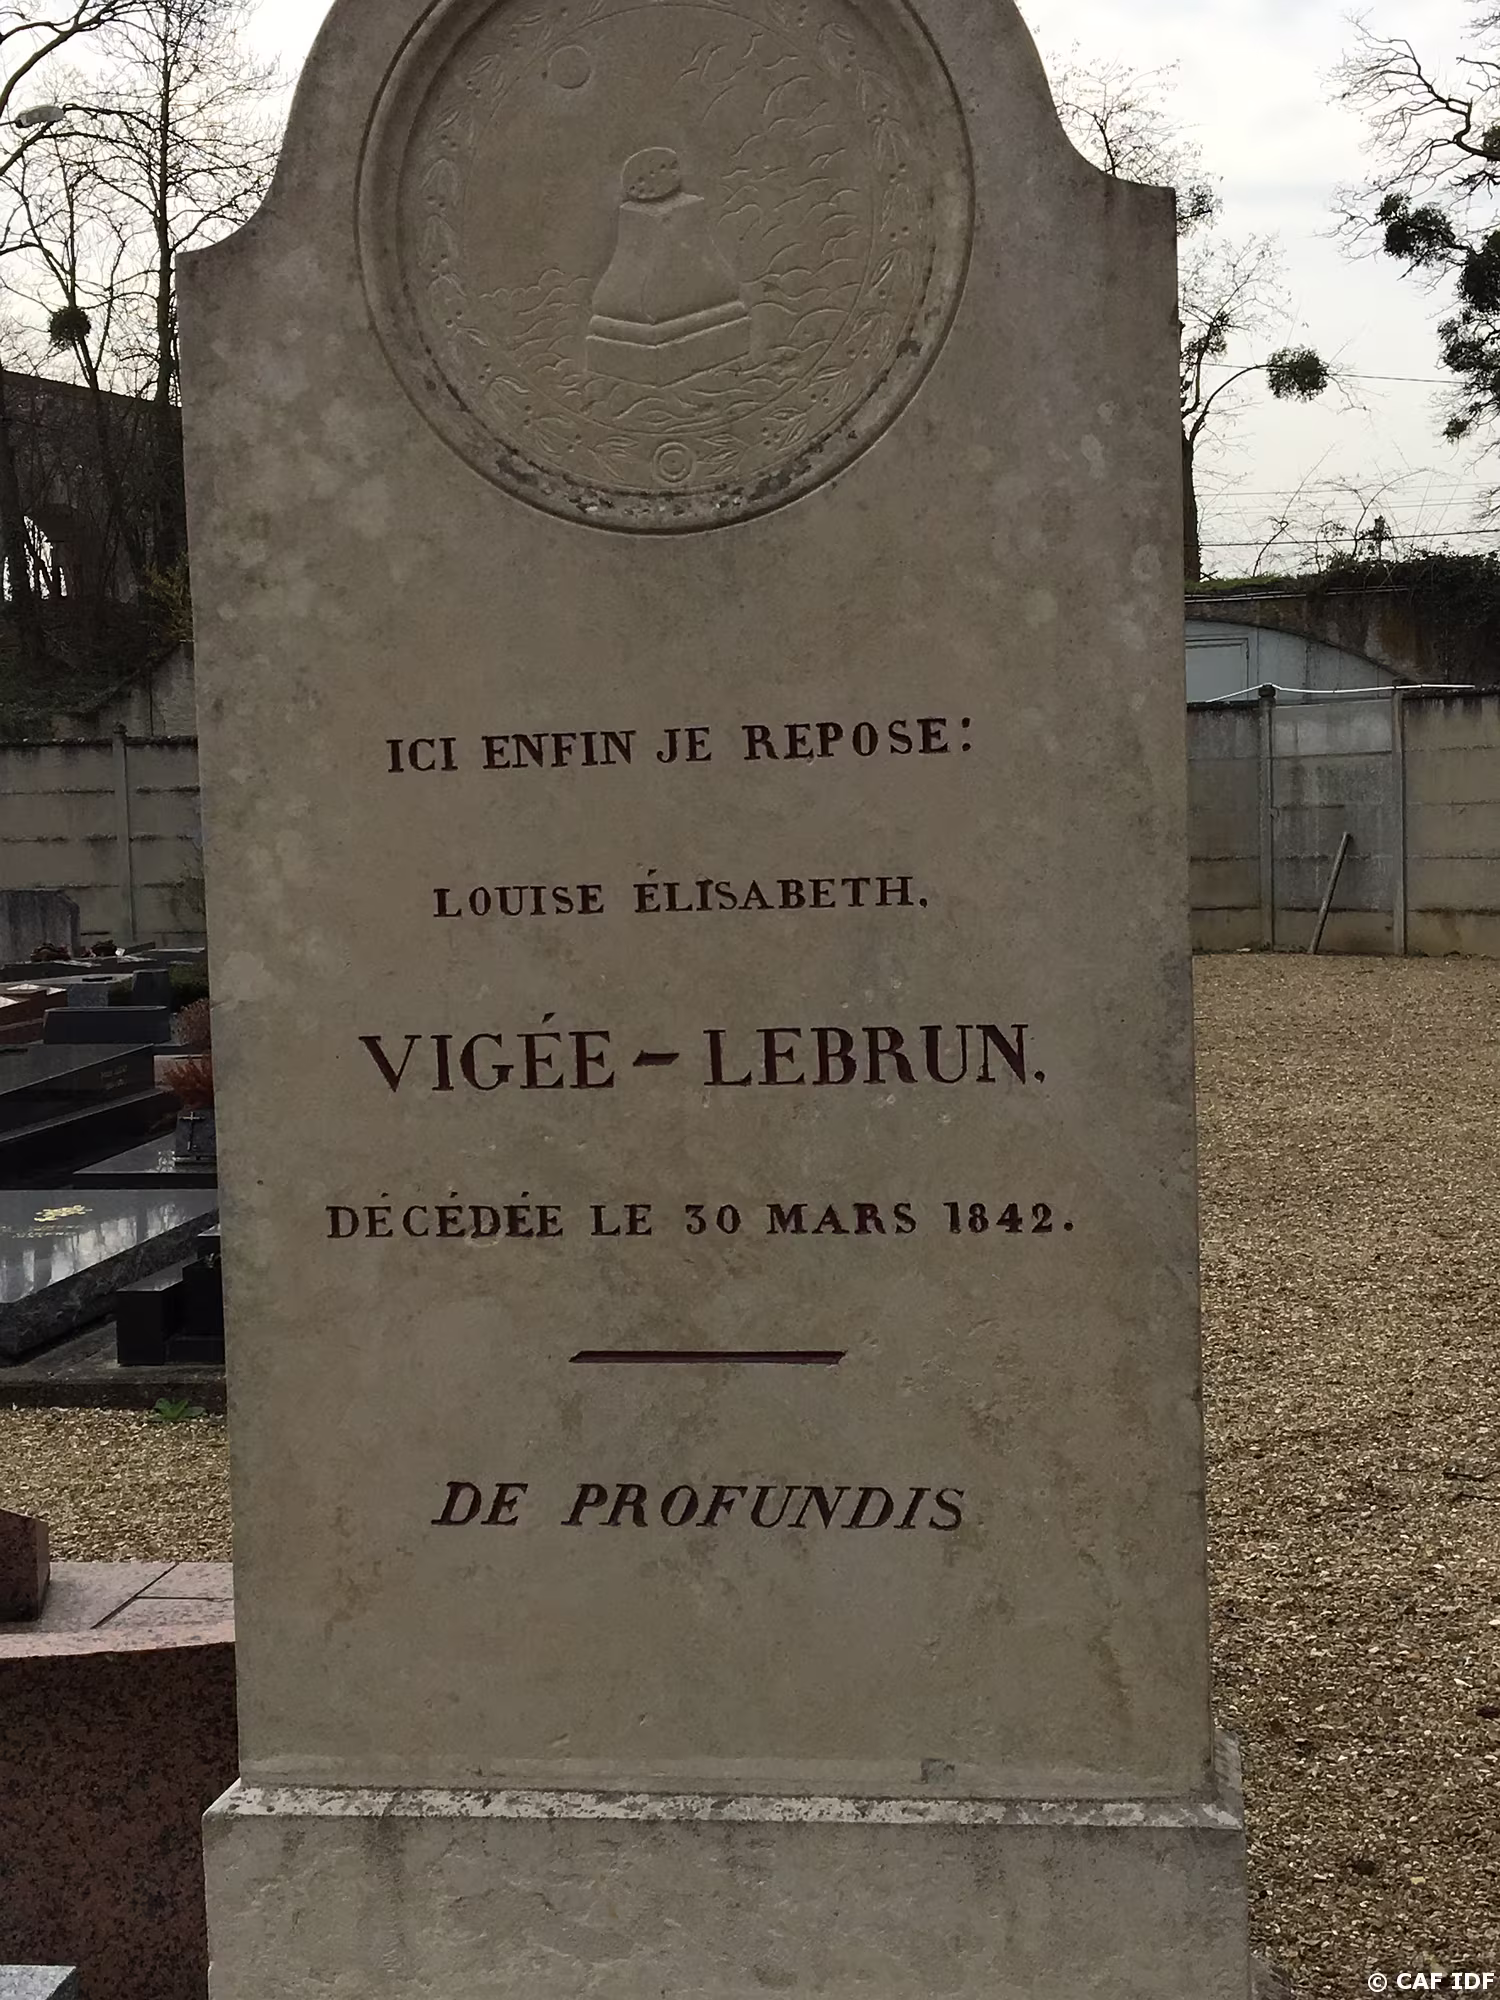 ICI ENFIN JE REPOSE:
LOUISE ÉLISABETH.
VIGÉE-LEBRUN.
DÉCÉDÉE LE 30 MARS 1842.
DE PROFUNDIS
© CAF IDF